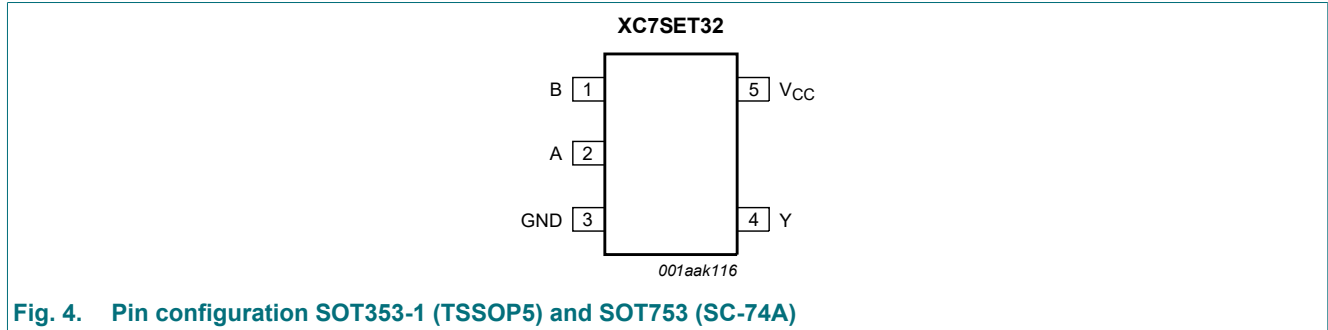 XC7SET32
B 1 5 VCC
A 2
GND 3 4 Y
001aak116
Fig. 4. Pin configuration SOT353-1 (TSSOP5) and SOT753 (SC-74A)